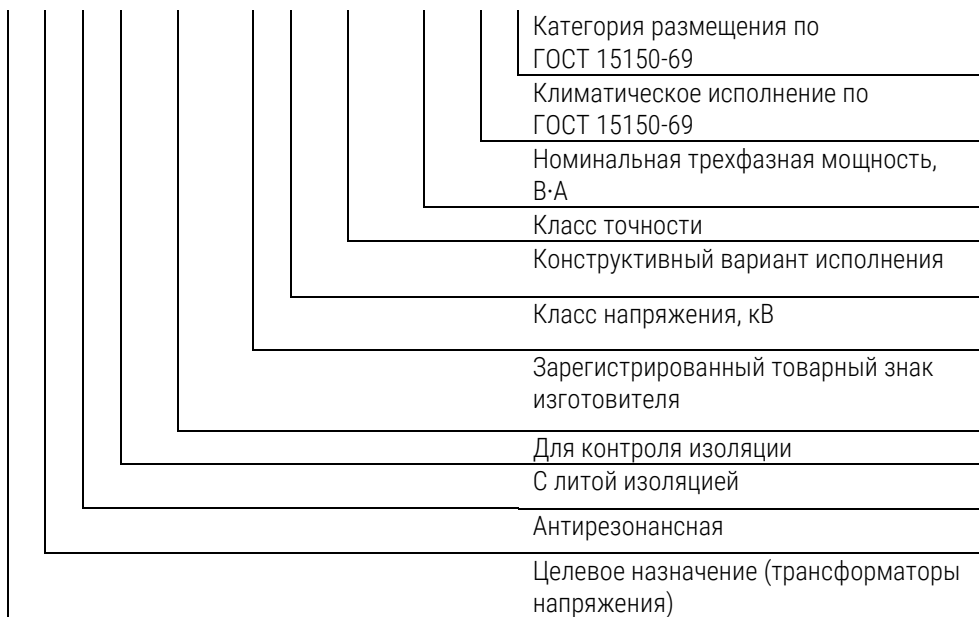 Категория размещения по
ГОСТ 15150-69
Климатическое исполнение по
ГОСТ 15150-69
Номинальная трехфазная мощность,
В·А
Класс точности
Конструктивный вариант исполнения
Класс напряжения, кВ
Зарегистрированный товарный знак
изготовителя
Для контроля изоляции
С литой изоляцией
Антирезонансная
Целевое назначение (трансформаторы
напряжения)